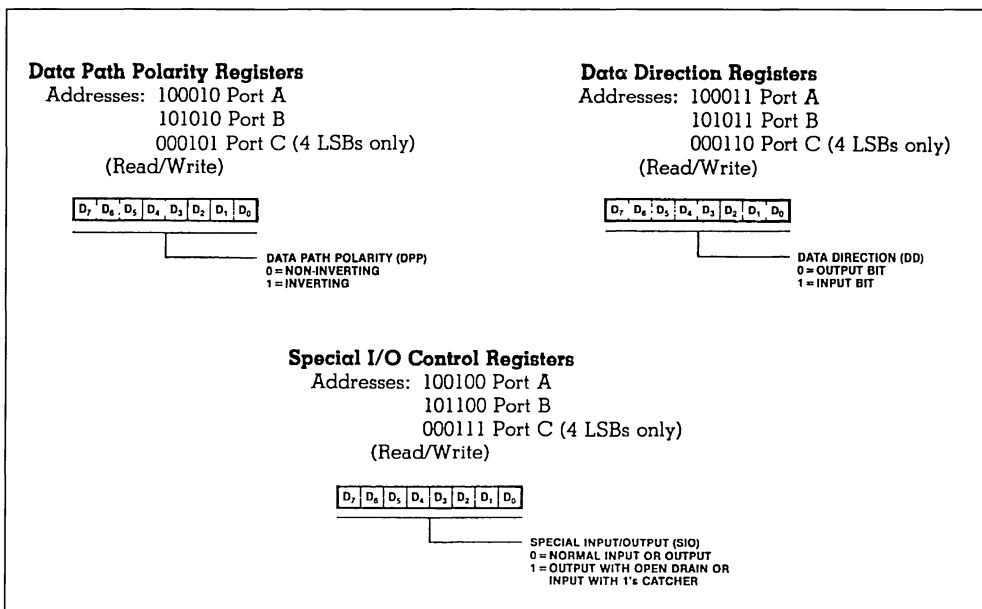 Data Path Polarity Registers
Addresses: 100010 Port A
101010 Port B
000101 Port C (4 LSBs only)
(Read/Write)
D7 D6 D5 D4 D3 D2 D1 D0
DATA PATH POLARITY (DPP)
0 = NON-INVERTING
1 = INVERTING
Data Direction Registers
Addresses: 100011 Port A
101011 Port B
000110 Port C (4 LSBs only)
(Read/Write)
D7 D6 D5 D4 D3 D2 D1 D0
DATA DIRECTION (DD)
0 = OUTPUT BIT
1 = INPUT BIT
Special I/O Control Registers
Addresses: 100100 Port A
101100 Port B
000111 Port C (4 LSBs only)
(Read/Write)
D7 D6 D5 D4 D3 D2 D1 D0
SPECIAL INPUT/OUTPUT (SIO)
0 = NORMAL INPUT OR OUTPUT
1 = OUTPUT WITH OPEN DRAIN OR
INPUT WITH 1's CATCHER